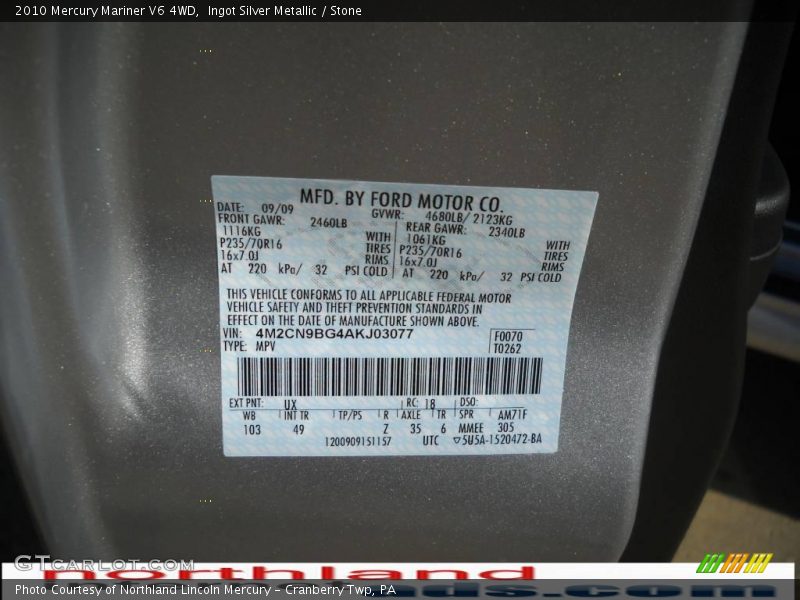 2010 Mercury Mariner V6 4WD,  Ingot Silver Metallic / Stone
MFD. BY FORD MOTOR CO.
DATE: 09/09 GVWR: 4680LB/ 2123KG
FRONT GAWR: 2460LB REAR GAWR: 2340LB
1116KG WITH 1061KG WITH
P235/70R16 TIRES P235/70R16 TIRES
16x7.0J RIMS 16x7.0J RIMS
AT 220 kPa/ 32 PSI COLD AT 220 kPa/ 32 PSI COLD
THIS VEHICLE CONFORMS TO ALL APPLICABLE FEDERAL MOTOR
VEHICLE SAFETY AND THEFT PREVENTION STANDARDS IN
EFFECT ON THE DATE OF MANUFACTURE SHOWN ABOVE.
VIN: 4M2CN9BG4AKJ03077 F0070
TYPE: MPV T0262
EXT PNT: UX RC: 18 DSO:
WB INT TR TP/PS R AXLE TR SPR AM71F
103 49 Z 35 6 MMEE 305
1200909151157 UTC ▽5U5A-1520472-BA
GTCARLOT.COM
northland
Photo Courtesy of Northland Lincoln Mercury - Cranberry Twp, PA